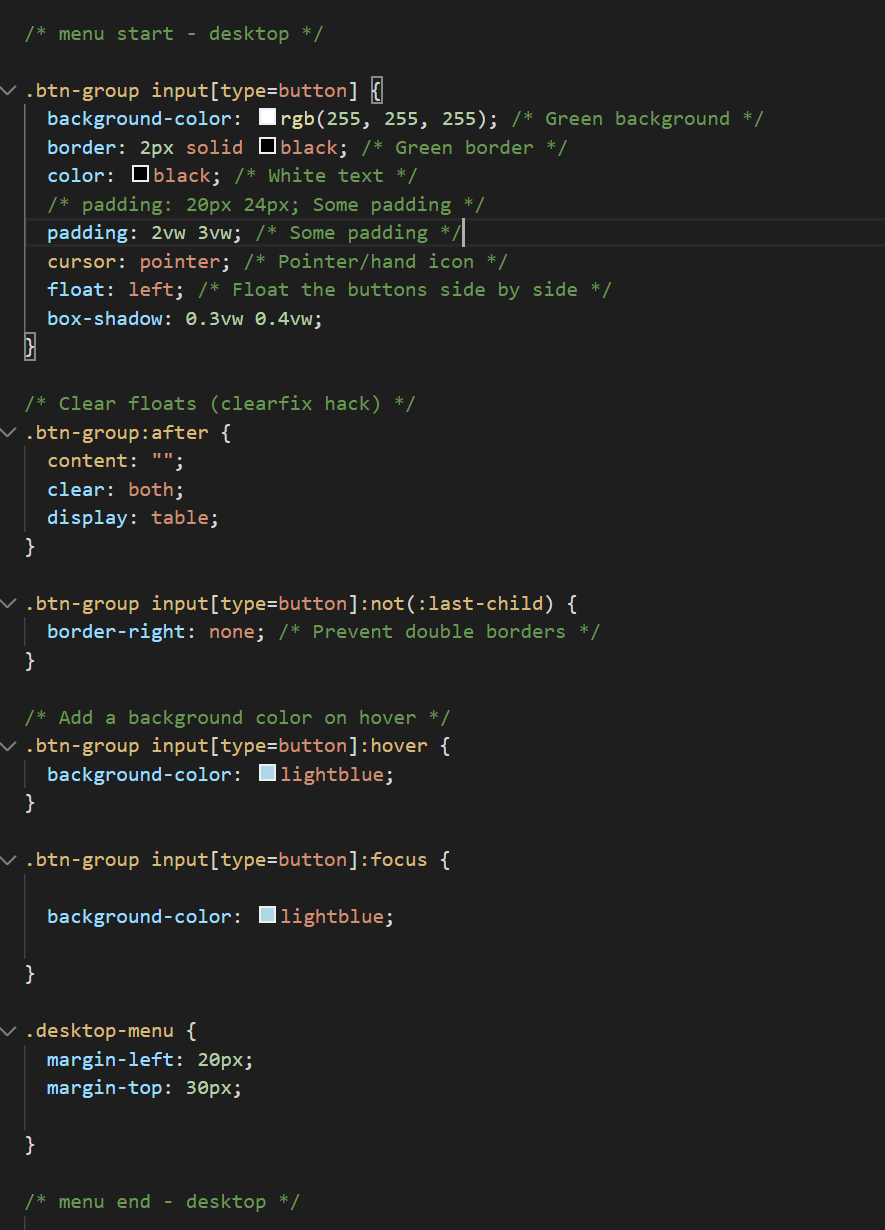 /* menu start - desktop */
.btn-group input[type=button] {
background-color: rgb(255, 255, 255); /* Green background */
border: 2px solid black; /* Green border */
color: black; /* White text */
/* padding: 20px 24px; Some padding */
padding: 2vw 3vw; /* Some padding */
cursor: pointer; /* Pointer/hand icon */
float: left; /* Float the buttons side by side */
box-shadow: 0.3vw 0.4vw;
}
/* Clear floats (clearfix hack) */
.btn-group:after {
content: "";
clear: both;
display: table;
}
.btn-group input[type=button]:not(:last-child) {
border-right: none; /* Prevent double borders */
}
/* Add a background color on hover */
.btn-group input[type=button]:hover {
background-color: lightblue;
}
.btn-group input[type=button]:focus {
background-color: lightblue;
}
.desktop-menu {
margin-left: 20px;
margin-top: 30px;
}
/* menu end - desktop */